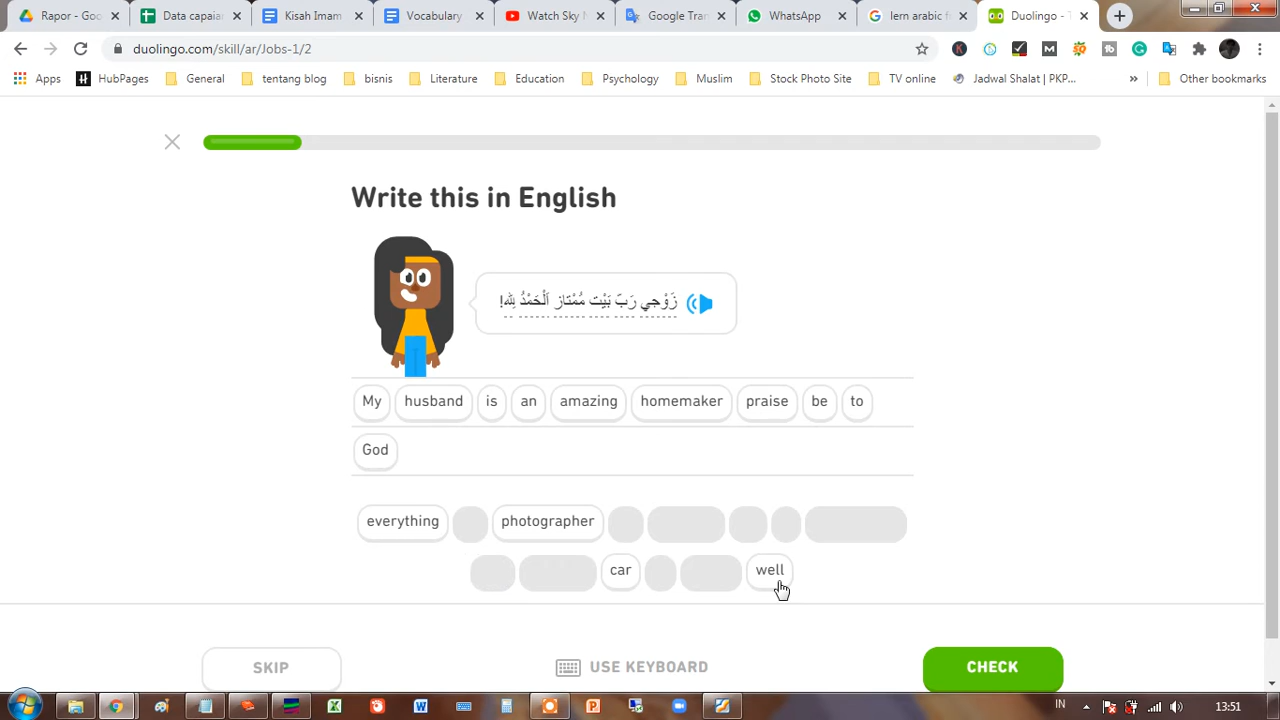 Rapor - Goo
Data capaia
Kitab Imam
Vocabulary
Watch Sky
Google Tra
WhatsApp
lern arabic f
Duolingo - T
duolingo.com/skill/ar/Jobs-1/2
Apps
HubPages
General
tentang blog
bisnis
Literature
Education
Psychology
Muslim
Stock Photo Site
TV online
Jadwal Shalat | PKP...
»
Other bookmarks
Write this in English
زَوْجي رَبّ بَيْت مُمْتاز اَلْحَمْدُ لِله!
My husband is an amazing homemaker praise be to
God
everything photographer
car well
SKIP
USE KEYBOARD
CHECK
IN
13:51